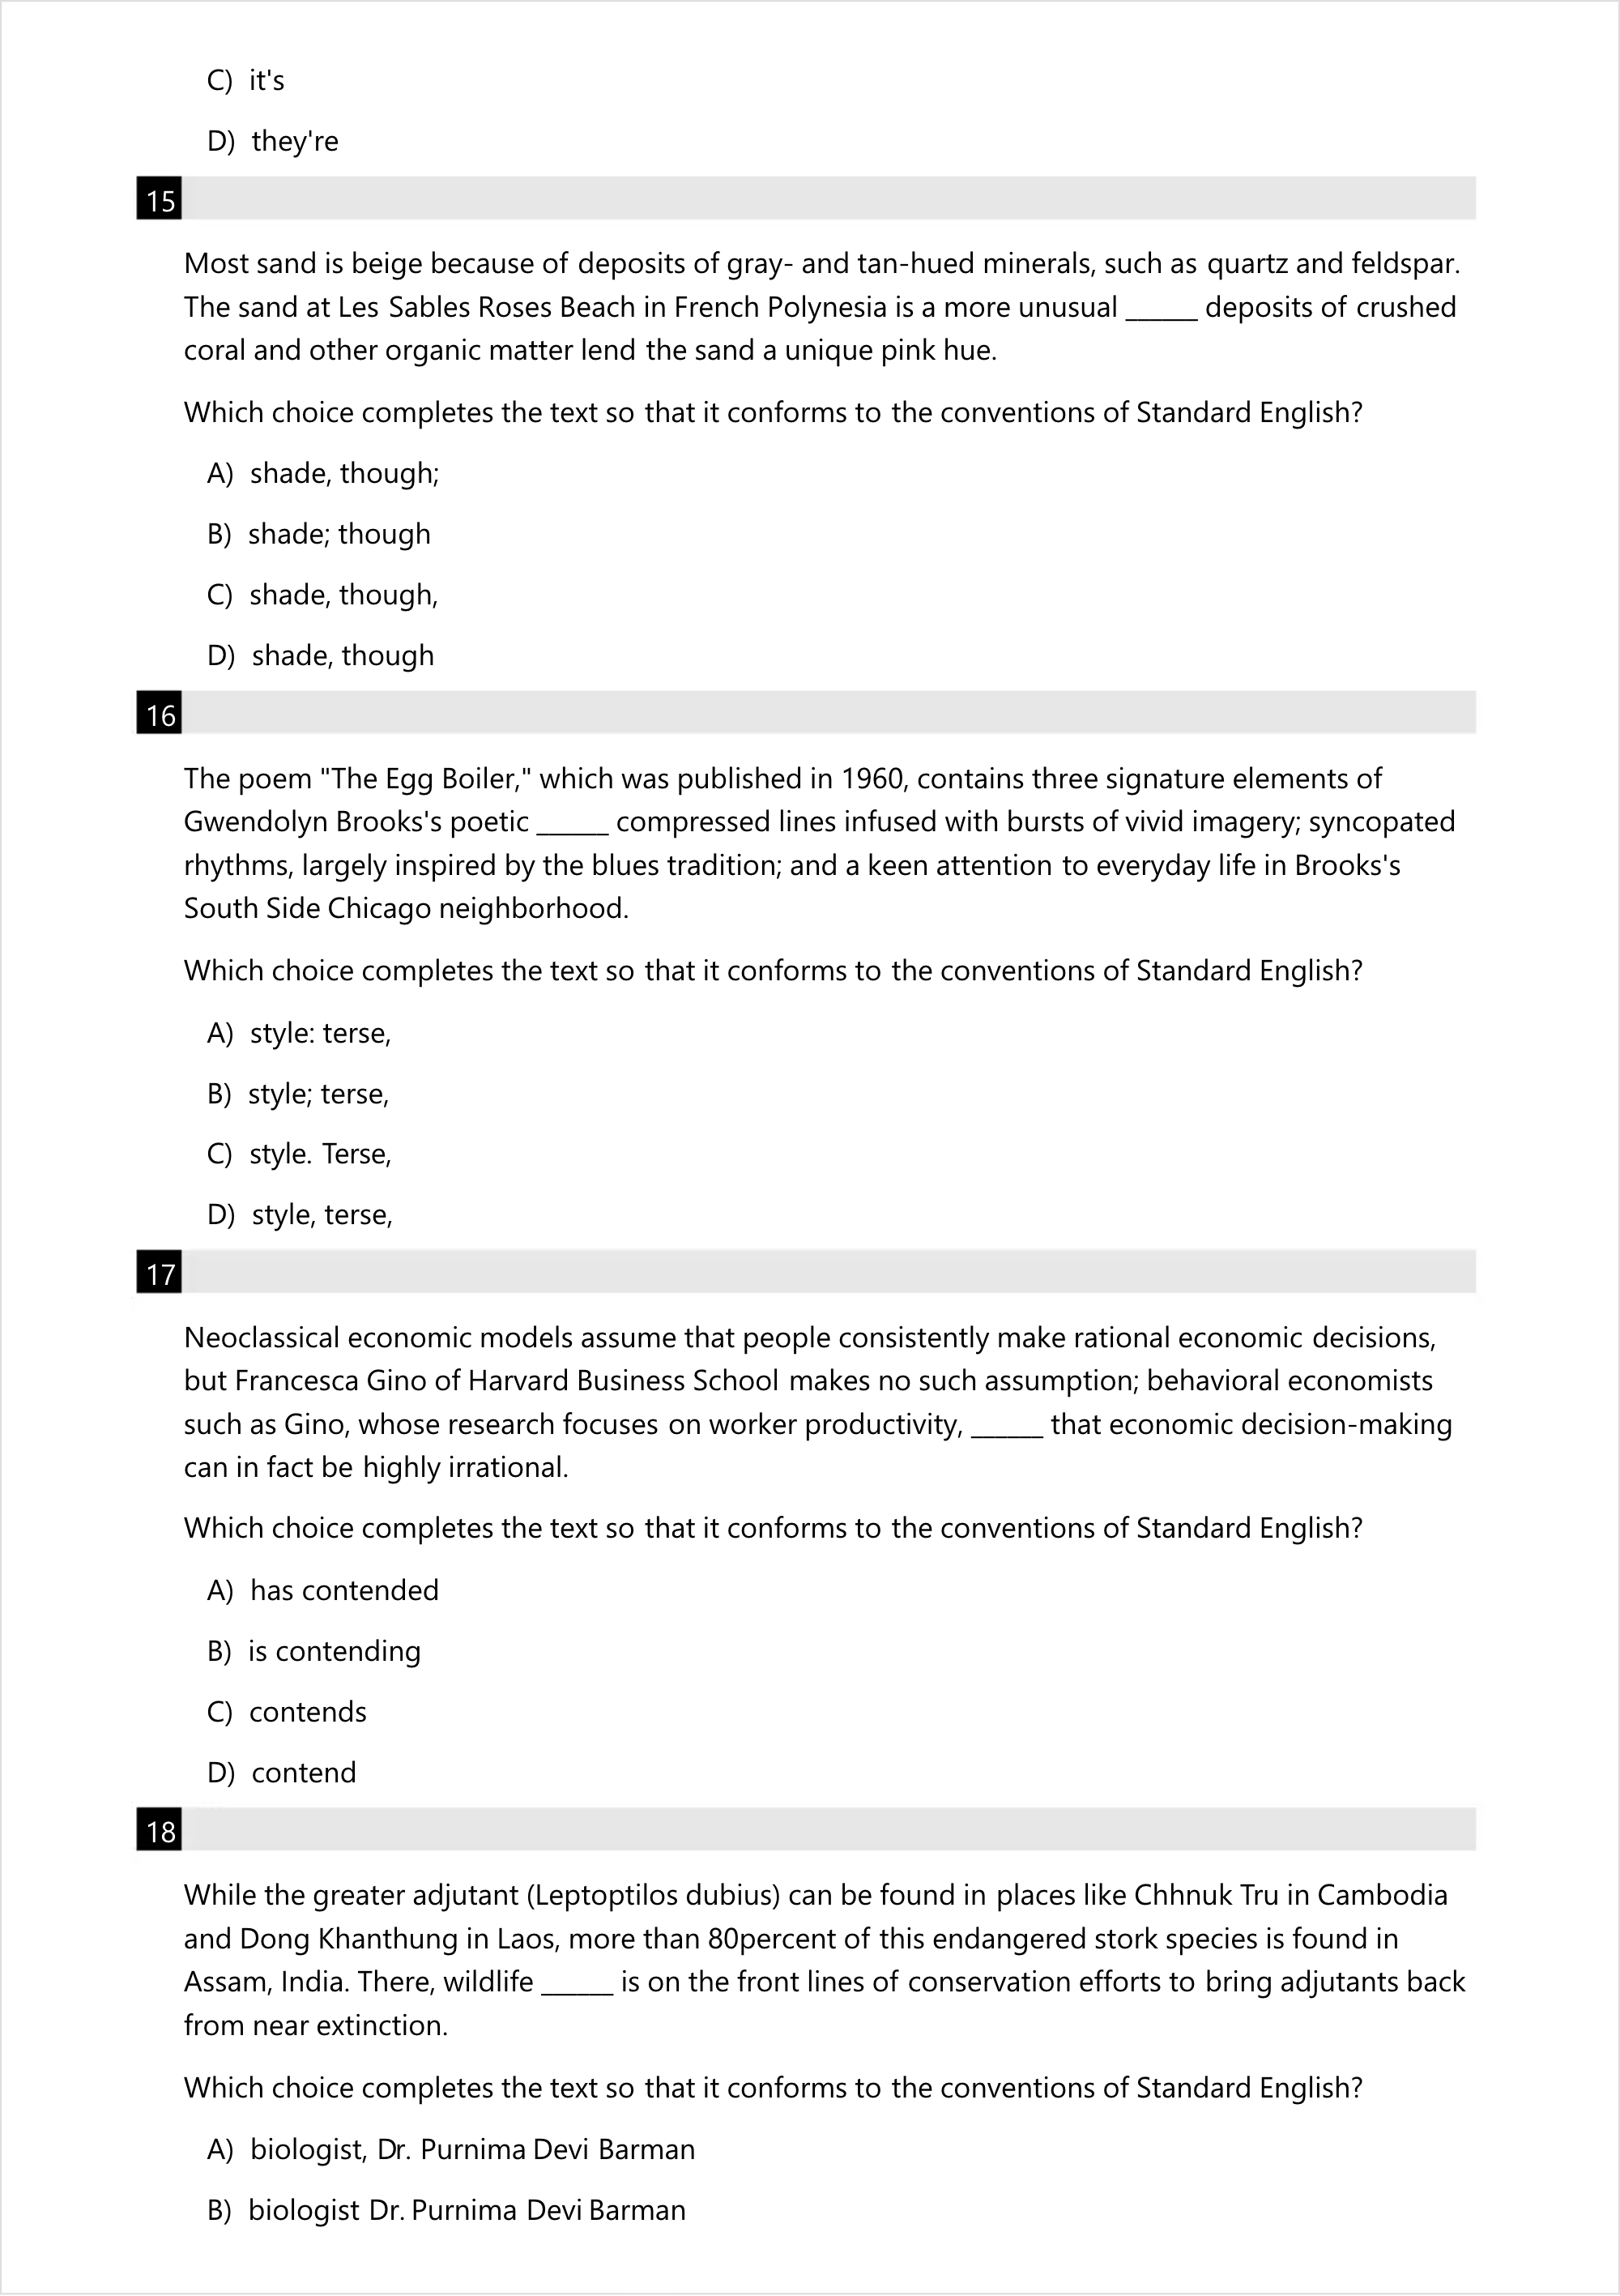 C) it's
D) they're
15
Most sand is beige because of deposits of gray- and tan-hued minerals, such as quartz and feldspar.
The sand at Les Sables Roses Beach in French Polynesia is a more unusual ______ deposits of crushed
coral and other organic matter lend the sand a unique pink hue.
Which choice completes the text so that it conforms to the conventions of Standard English?
A) shade, though;
B) shade; though
C) shade, though,
D) shade, though
16
The poem "The Egg Boiler," which was published in 1960, contains three signature elements of
Gwendolyn Brooks's poetic ______ compressed lines infused with bursts of vivid imagery; syncopated
rhythms, largely inspired by the blues tradition; and a keen attention to everyday life in Brooks's
South Side Chicago neighborhood.
Which choice completes the text so that it conforms to the conventions of Standard English?
A) style: terse,
B) style; terse,
C) style. Terse,
D) style, terse,
17
Neoclassical economic models assume that people consistently make rational economic decisions,
but Francesca Gino of Harvard Business School makes no such assumption; behavioral economists
such as Gino, whose research focuses on worker productivity, ______ that economic decision-making
can in fact be highly irrational.
Which choice completes the text so that it conforms to the conventions of Standard English?
A) has contended
B) is contending
C) contends
D) contend
18
While the greater adjutant (Leptoptilos dubius) can be found in places like Chhnuk Tru in Cambodia
and Dong Khanthung in Laos, more than 80percent of this endangered stork species is found in
Assam, India. There, wildlife ______ is on the front lines of conservation efforts to bring adjutants back
from near extinction.
Which choice completes the text so that it conforms to the conventions of Standard English?
A) biologist, Dr. Purnima Devi Barman
B) biologist Dr. Purnima Devi Barman